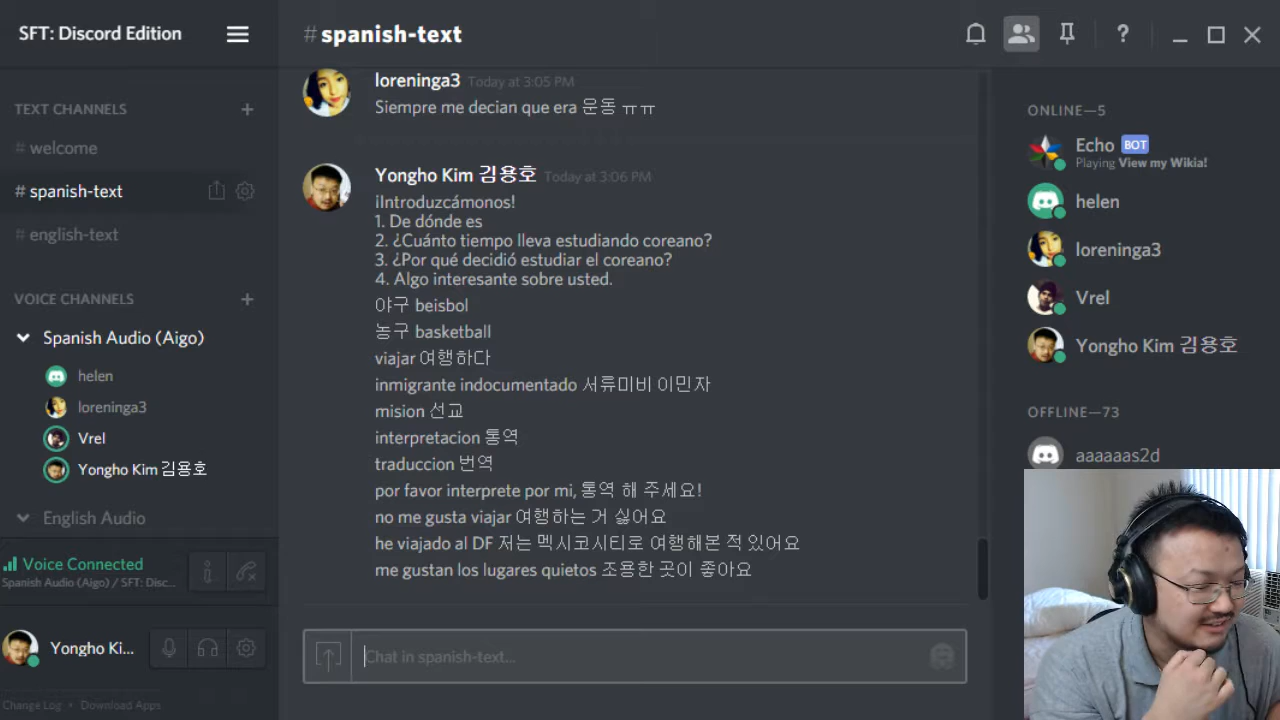 SFT: Discord Edition
TEXT CHANNELS
# welcome
# spanish-text
# english-text
VOICE CHANNELS
Spanish Audio (Aigo)
helen
loreninga3
Vrel
Yongho Kim 김용호
English Audio
Voice Connected
Spanish Audio (Aigo) / SFT: Disc...
Yongho Ki...
Change Log • Download Apps
# spanish-text
loreninga3 Today at 3:05 PM
Siempre me decian que era 운동 ㅠㅠ
Yongho Kim 김용호 Today at 3:06 PM
¡Introduzcámonos!
1. De dónde es
2. ¿Cuánto tiempo lleva estudiando coreano?
3. ¿Por qué decidió estudiar el coreano?
4. Algo interesante sobre usted.
야구 beisbol
농구 basketball
viajar 여행하다
inmigrante indocumentado 서류미비 이민자
mision 선교
interpretacion 통역
traduccion 번역
por favor interprete por mi, 통역 해 주세요!
no me gusta viajar 여행하는 거 싫어요
he viajado al DF 저는 멕시코시티로 여행해본 적 있어요
me gustan los lugares quietos 조용한 곳이 좋아요
Chat in spanish-text...
ONLINE—5
Echo BOT
Playing View my Wikia!
helen
loreninga3
Vrel
Yongho Kim 김용호
OFFLINE—73
aaaaaas2d